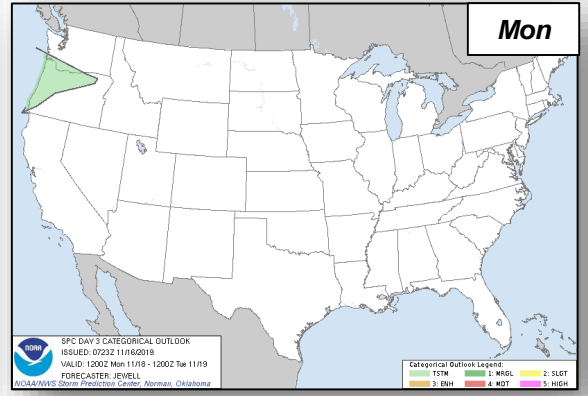 Mon
NOAA
SPC DAY 3 CATEGORICAL OUTLOOK
ISSUED: 0723Z 11/16/2019
VALID: 1200Z Mon 11/18 - 1200Z Tue 11/19
FORECASTER: JEWELL
NOAA/NWS Storm Prediction Center, Norman, Oklahoma
Categorical Outlook Legend:
TSTM 1: MRGL 2: SLGT
3: ENH 4: MDT 5: HIGH